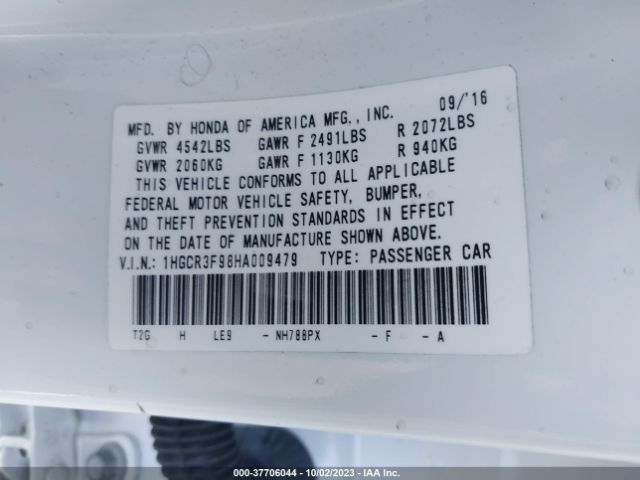 MFD. BY HONDA OF AMERICA MFG., INC. 09/'16
GVWR 4542LBS GAWR F 2491LBS R 2072LBS
GVWR 2060KG GAWR F 1130KG R 940KG
THIS VEHICLE CONFORMS TO ALL APPLICABLE
FEDERAL MOTOR VEHICLE SAFETY, BUMPER,
AND THEFT PREVENTION STANDARDS IN EFFECT
ON THE DATE OF MANUFACTURE SHOWN ABOVE.
V.I.N.: 1HGCR3F98HA009479 TYPE: PASSENGER CAR
T2G H LE9 - NH788PX - F - A
000-37706044 - 10/02/2023 - IAA Inc.